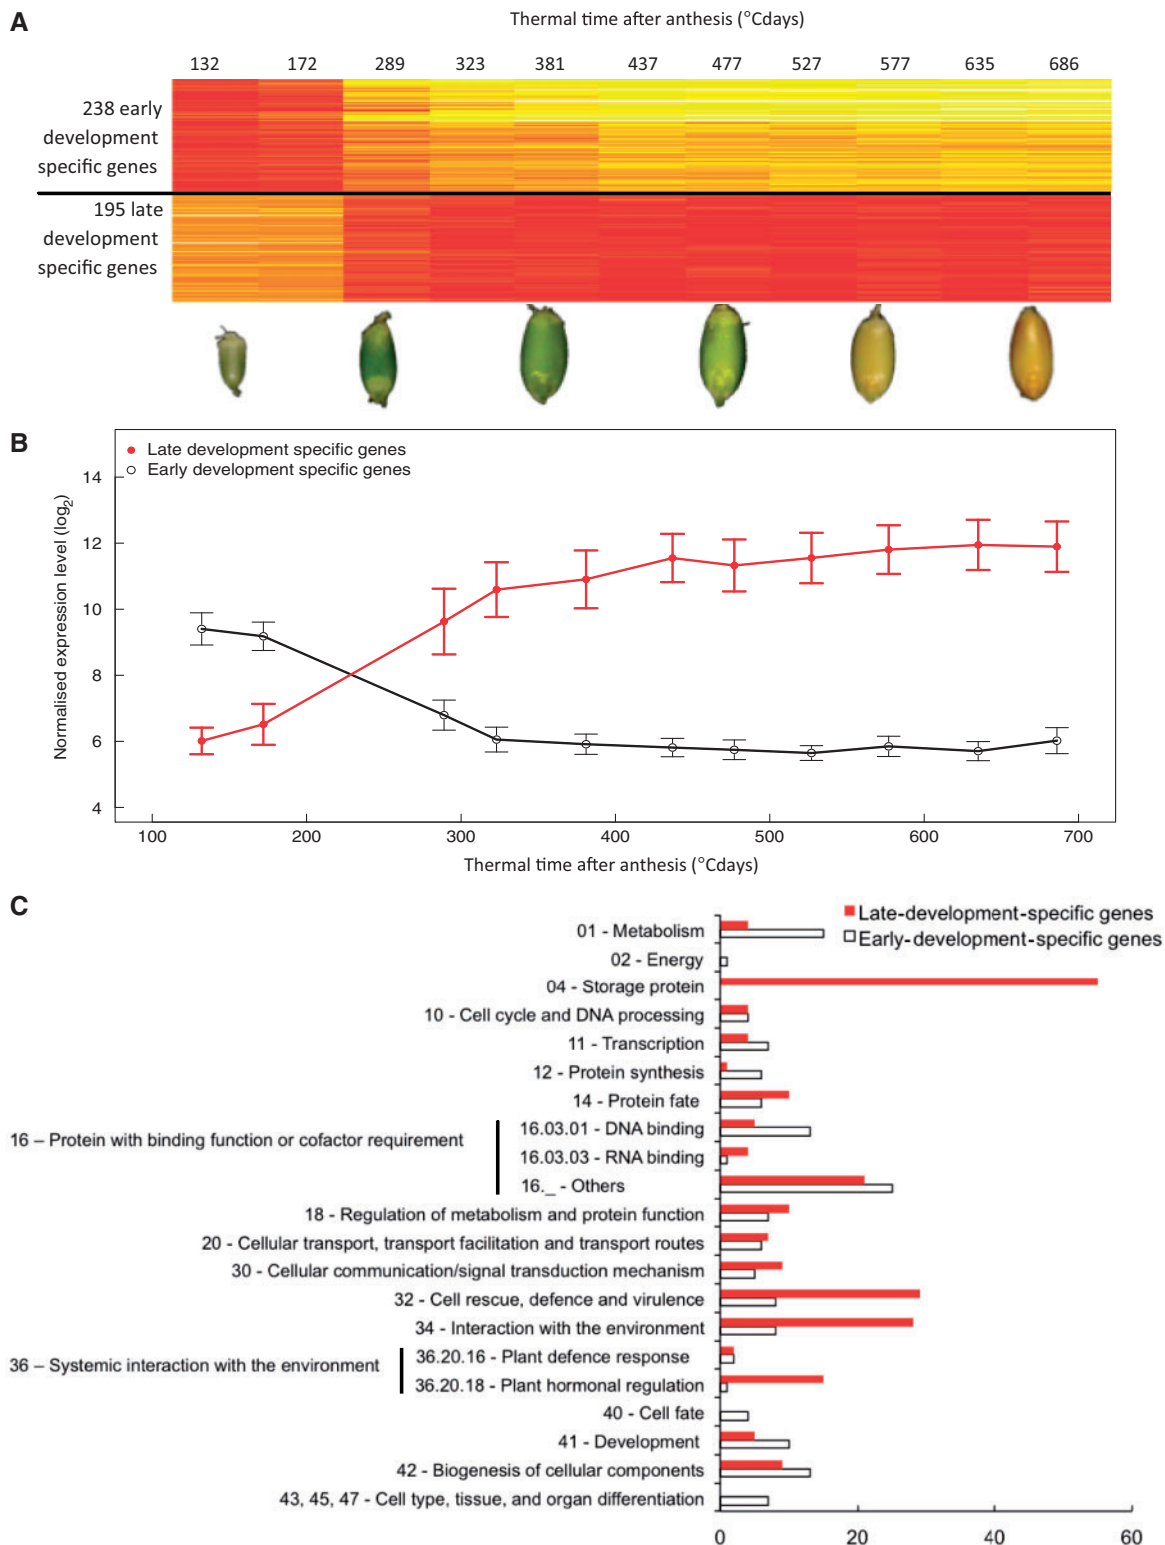 A
Thermal time after anthesis (°Cdays)
132 172 289 323 381 437 477 527 577 635 686
238 early
development
specific genes
195 late
development
specific genes
B
Late development specific genes
Early development specific genes
Normalised expression level (log2)
14
12
10
8
6
4
100 200 300 400 500 600 700
Thermal time after anthesis (°Cdays)
C
Late-development-specific genes
Early-development-specific genes
01 - Metabolism
02 - Energy
04 - Storage protein
10 - Cell cycle and DNA processing
11 - Transcription
12 - Protein synthesis
14 - Protein fate
16 – Protein with binding function or cofactor requirement
16.03.01 - DNA binding
16.03.03 - RNA binding
16._ - Others
18 - Regulation of metabolism and protein function
20 - Cellular transport, transport facilitation and transport routes
30 - Cellular communication/signal transduction mechanism
32 - Cell rescue, defence and virulence
34 - Interaction with the environment
36 – Systemic interaction with the environment
36.20.16 - Plant defence response
36.20.18 - Plant hormonal regulation
40 - Cell fate
41 - Development
42 - Biogenesis of cellular components
43, 45, 47 - Cell type, tissue, and organ differentiation
0 20 40 60